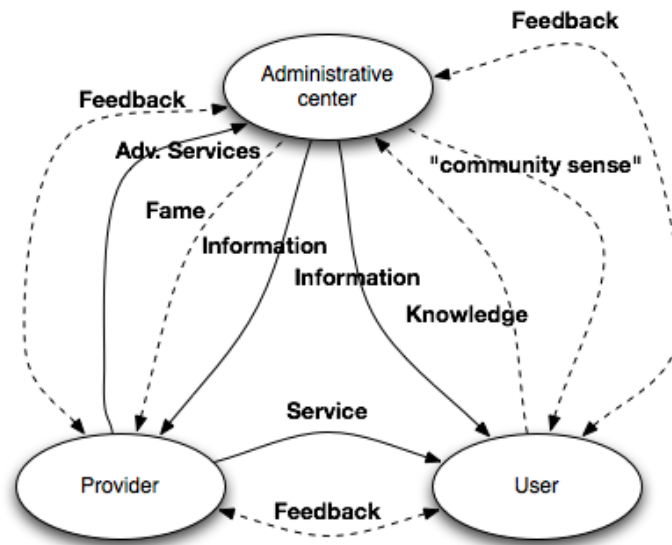 Feedback
Administrative
center
Feedback
Adv. Services
"community sense"
Fame
Information
Information
Knowledge
Service
Provider
User
Feedback